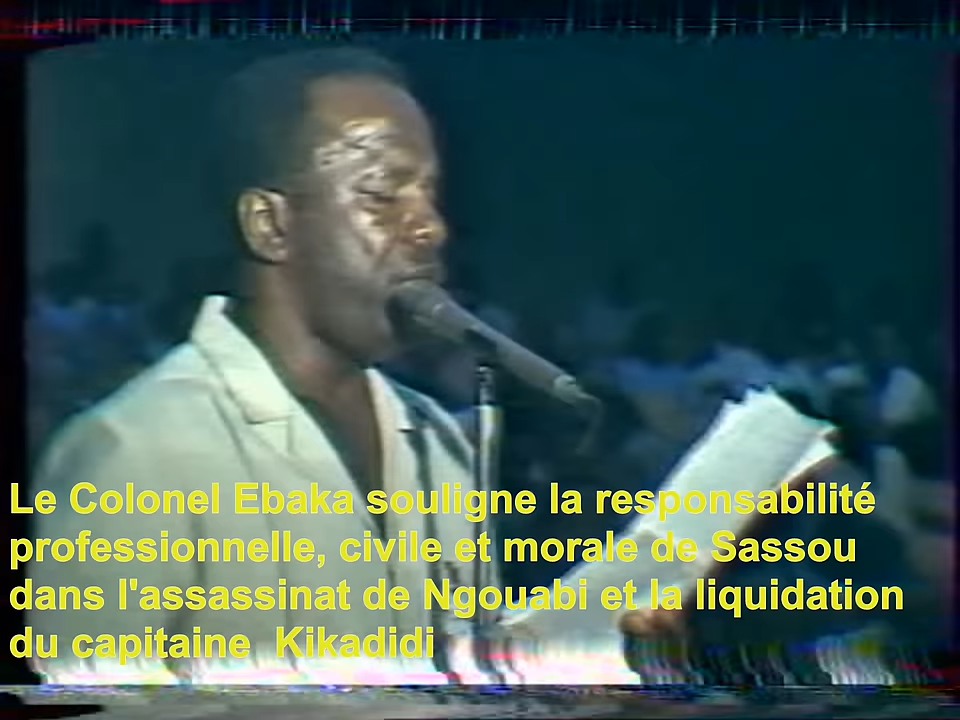 Le Colonel Ebaka souligne la responsabilité
professionnelle, civile et morale de Sassou
dans l'assassinat de Ngouabi et la liquidation
du capitaine Kikadidi